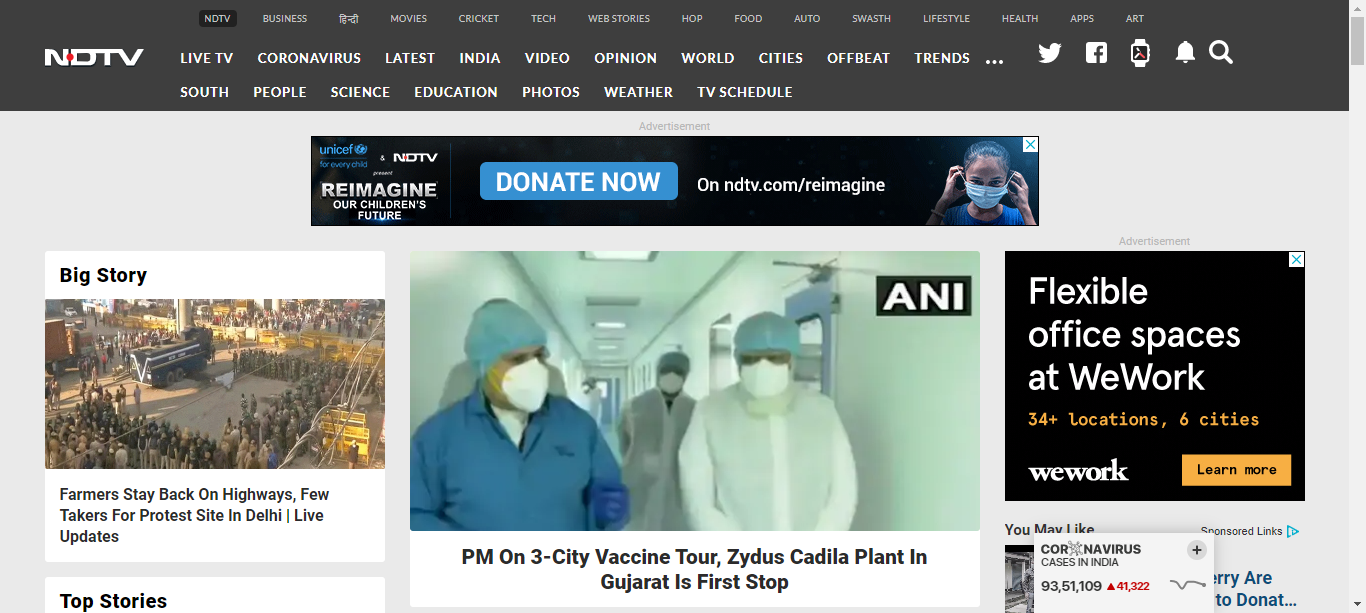 NDTV BUSINESS हिन्दी MOVIES CRICKET TECH WEB STORIES HOP FOOD AUTO SWASTH LIFESTYLE HEALTH APPS ART
NDTV LIVE TV CORONAVIRUS LATEST INDIA VIDEO OPINION WORLD CITIES OFFBEAT TRENDS ...
SOUTH PEOPLE SCIENCE EDUCATION PHOTOS WEATHER TV SCHEDULE
Advertisement
unicef
for every child
& NDTV
present
REIMAGINE
OUR CHILDREN'S
FUTURE
DONATE NOW On ndtv.com/reimagine
Big Story
Farmers Stay Back On Highways, Few
Takers For Protest Site In Delhi | Live
Updates
Top Stories
ANI
PM On 3-City Vaccine Tour, Zydus Cadila Plant In
Gujarat Is First Stop
Advertisement
Flexible
office spaces
at WeWork
34+ locations, 6 cities
wework Learn more
You May Like Sponsored Links
CORONAVIRUS
CASES IN INDIA
93,51,109 41,322
erry Are
to Donat...